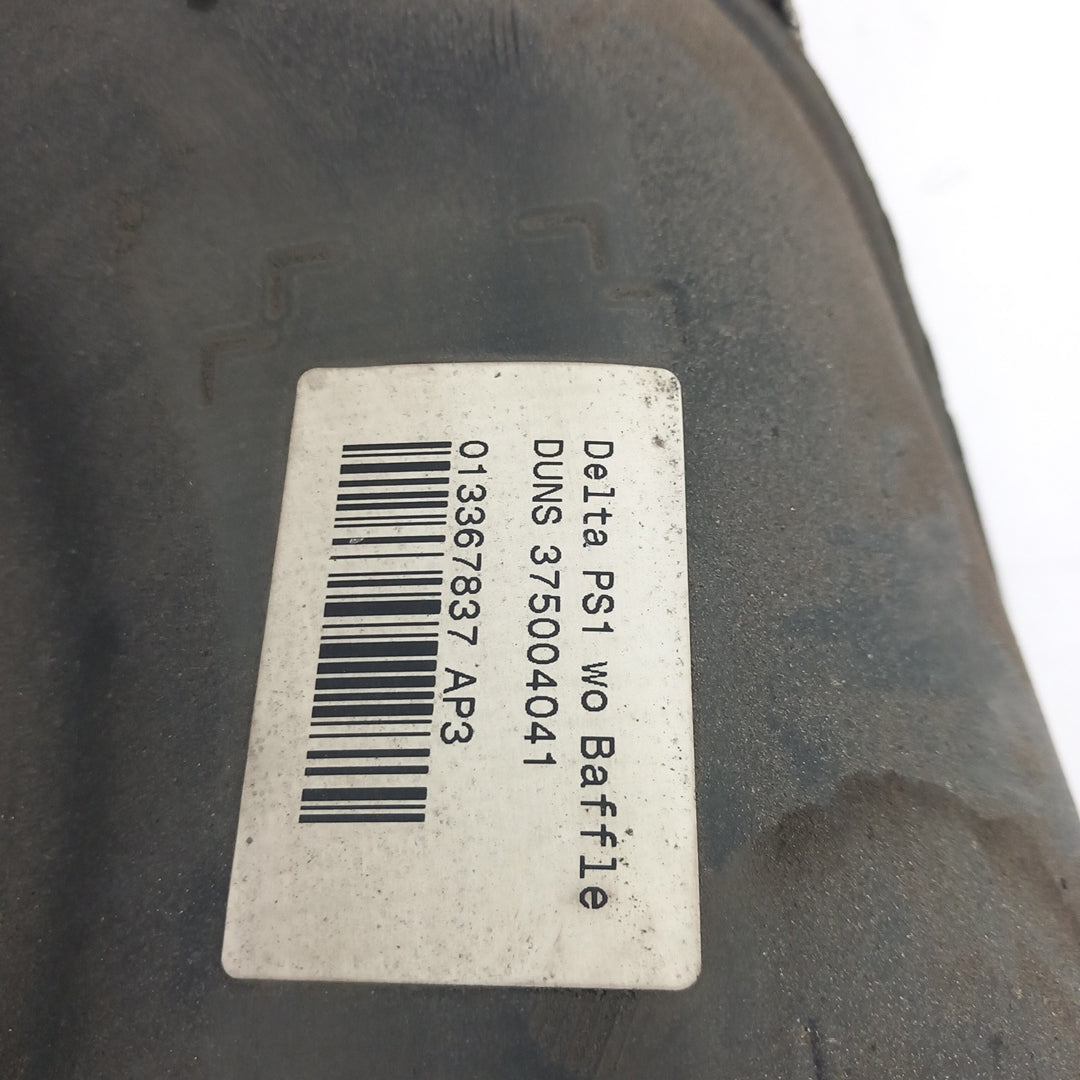 Delta PS1 wo Baffle
DUNS 375004041
013367837 AP3